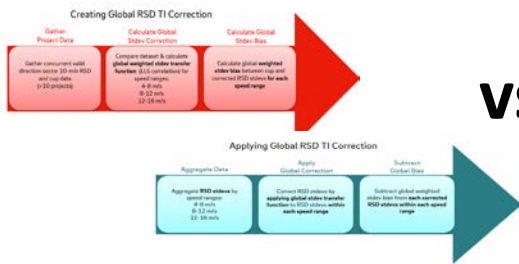 Creating Global RSD TI Correction
Gather
Project Data
Calculate Global
Stdev Correction
Calculate Global
Stdev Bias
Gather concurrent valid
direction sector 10-min RSD
and cup data
(>20 projects)
Compare dataset & calculate
global weighted stdev transfer
function (LLS correlation) for
speed ranges:
4-8 m/s
8-12 m/s
12-16 m/s
Calculate global weighted
stdev bias between cup and
corrected RSD stdevs for each
speed range
vs
Applying Global RSD TI Correction
Aggregate Data
Apply
Global Correction
Subtract
Global Bias
Aggregate RSD stdevs by
speed ranges:
4-8 m/s
8-12 m/s
12-16 m/s
Correct RSD stdevs by
applying global stdev transfer
function to RSD stdevs within
each speed range
Subtract global weighted
stdev bias from each corrected
RSD stdevs within each speed
range